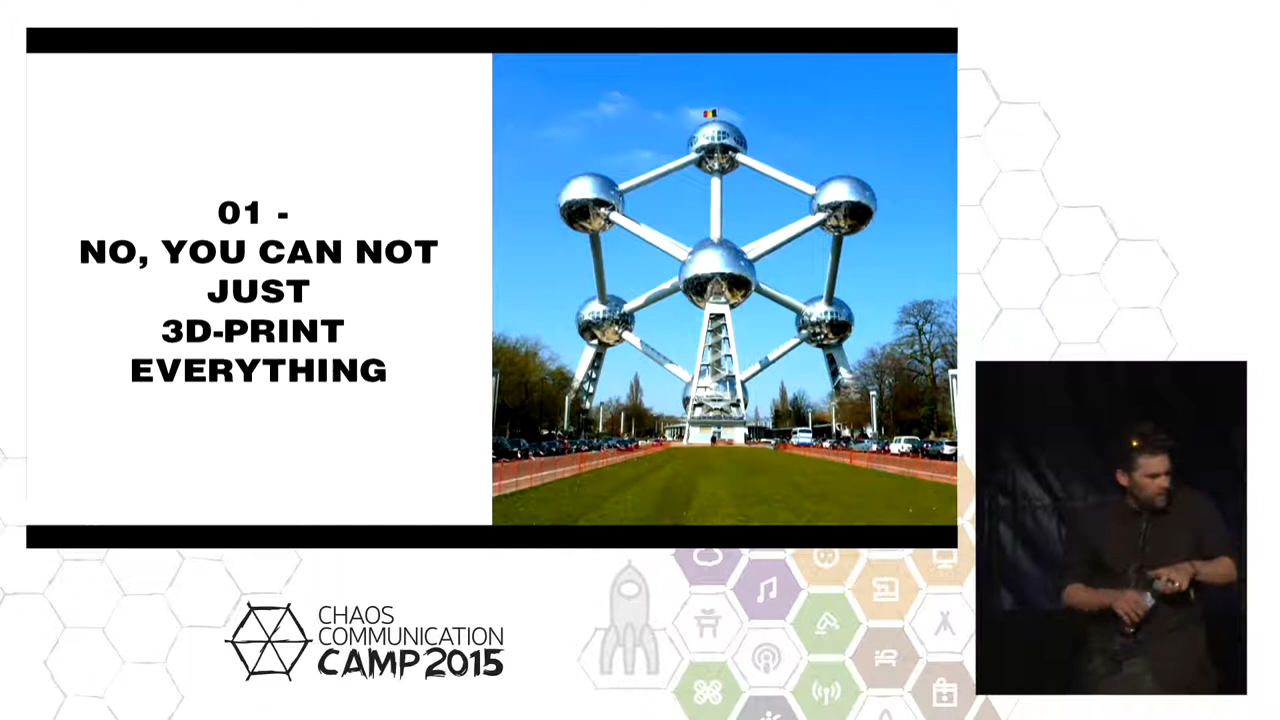 01 -
NO, YOU CAN NOT
JUST
3D-PRINT
EVERYTHING
CHAOS
COMMUNICATION
CAMP 2015